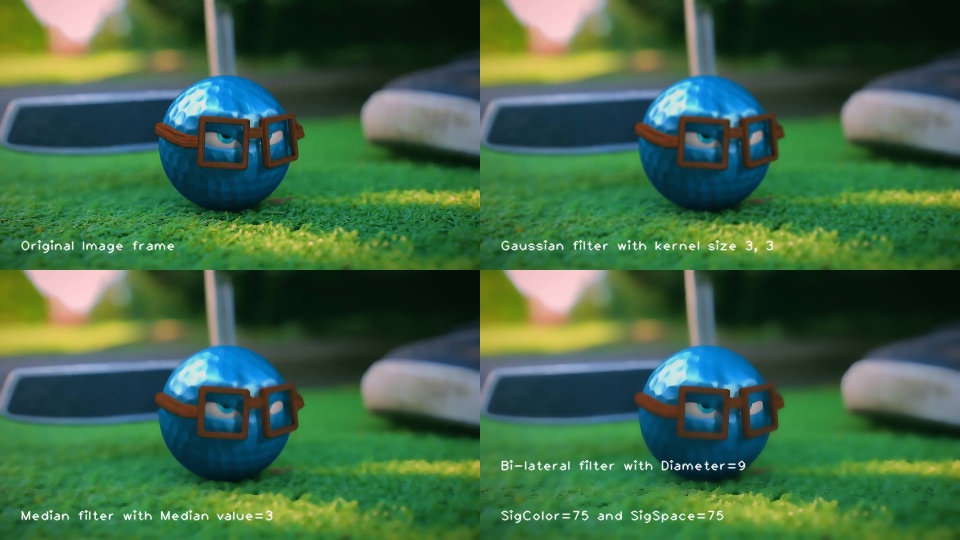 Original Image frame
Gaussian filter with kernel size 3, 3
Median filter with Median value=3
Bi-lateral filter with Diameter=9
SigColor=75 and SigSpace=75